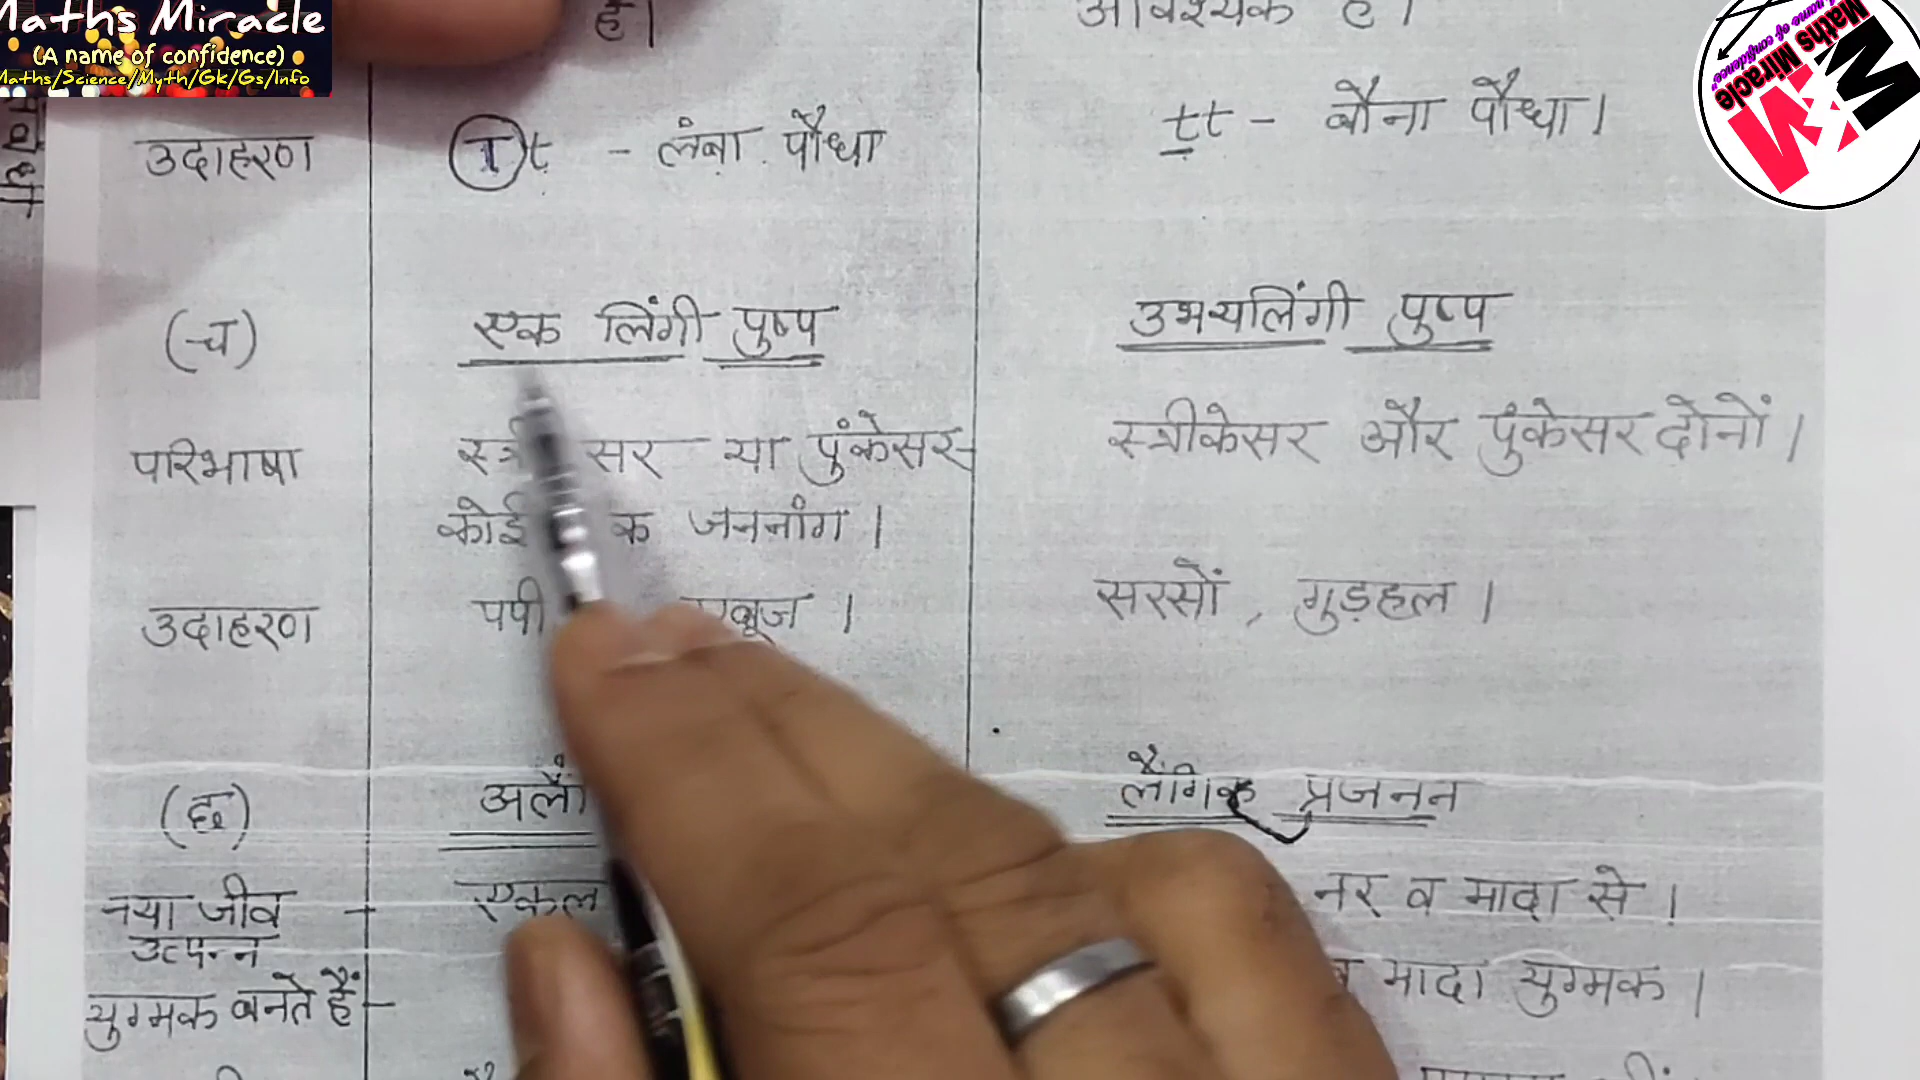 Maths Miracle
(A name of confidence)
Maths/Science/Myth/Gk/Gs/Info
Maths Miracle
है।
आवश्यक है।
उदाहरण Tt - लंबा पौधा tt - बौना पौधा।
(च) एक लिंगी पुष्प उभयलिंगी पुष्प
परिभाषा या पुंकेसर- स्त्रीकेसर और पुंकेसर दोनों।
कोई जननांग।
उदाहरण सरसों, गुड़हल।
(छ) लैंगिक प्रजनन
नया जीव - एकल नर व मादा से।
उत्पन्न
मादा युग्मक।
युग्मक बनते हैं-